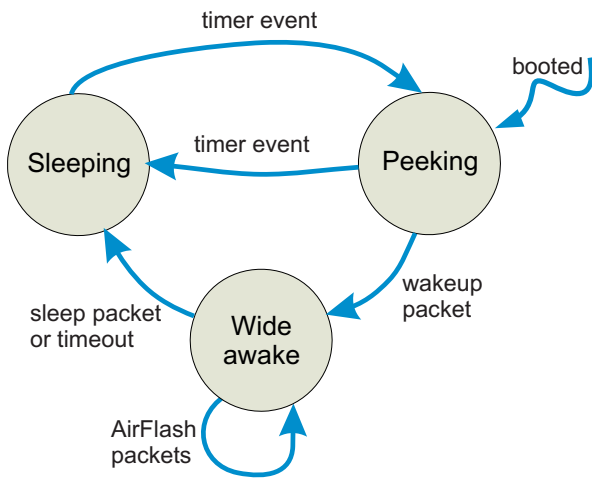 timer event
booted
Sleeping
timer event
Peeking
sleep packet
or timeout
Wide
awake
wakeup
packet
AirFlash
packets